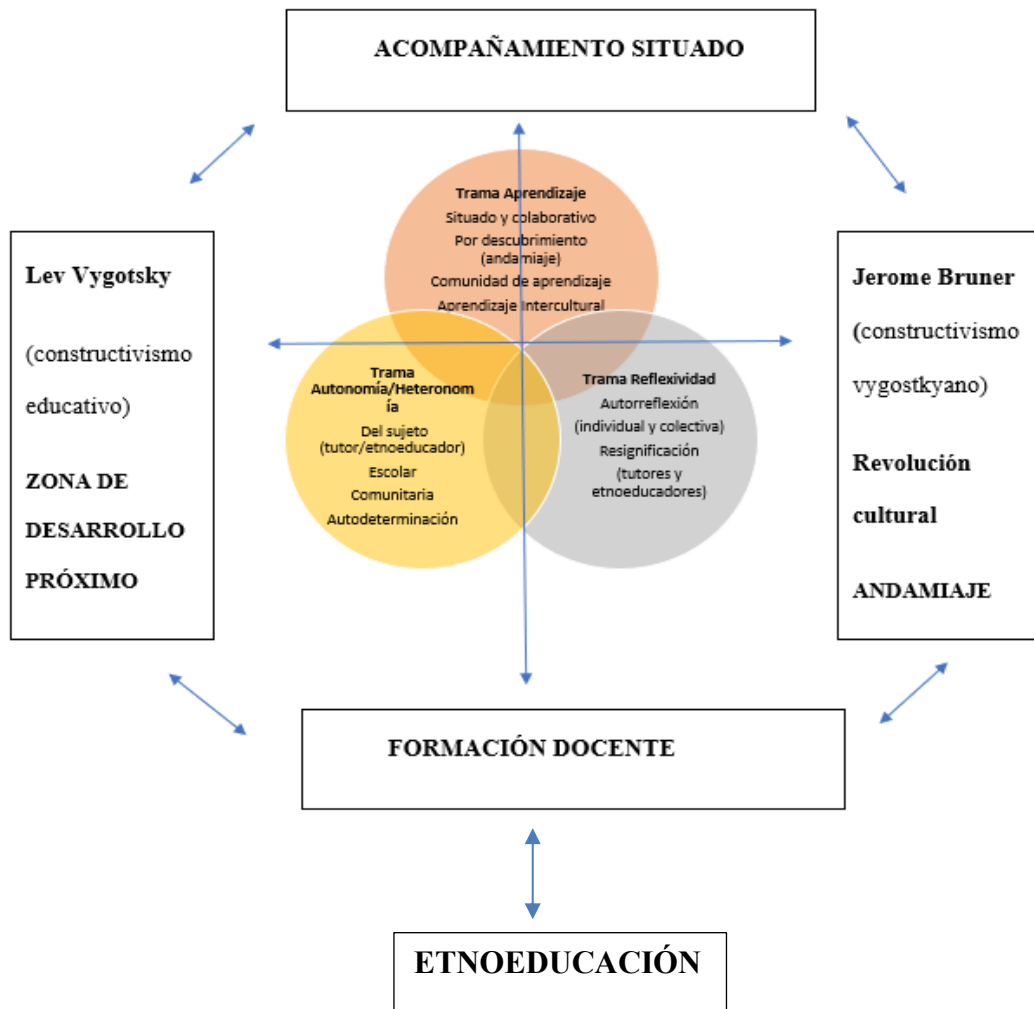 ACOMPAÑAMIENTO SITUADO
Trama Aprendizaje
Situado y colaborativo
Por descubrimiento
(andamiaje)
Comunidad de aprendizaje
Aprendizaje Intercultural
Lev Vygotsky
(constructivismo
educativo)
ZONA DE
DESARROLLO
PRÓXIMO
Trama
Autonomía/Heteronom
ía
Del sujeto
(tutor/etnoeducador)
Escolar
Comunitaria
Autodeterminación
Trama Reflexividad
Autorreflexión
(individual y colectiva)
Resignificación
(tutores y
etnoeducadores)
Jerome Bruner
(constructivismo
vygostkyano)
Revolución
cultural
ANDAMIAJE
FORMACIÓN DOCENTE
ETNOEDUCACIÓN